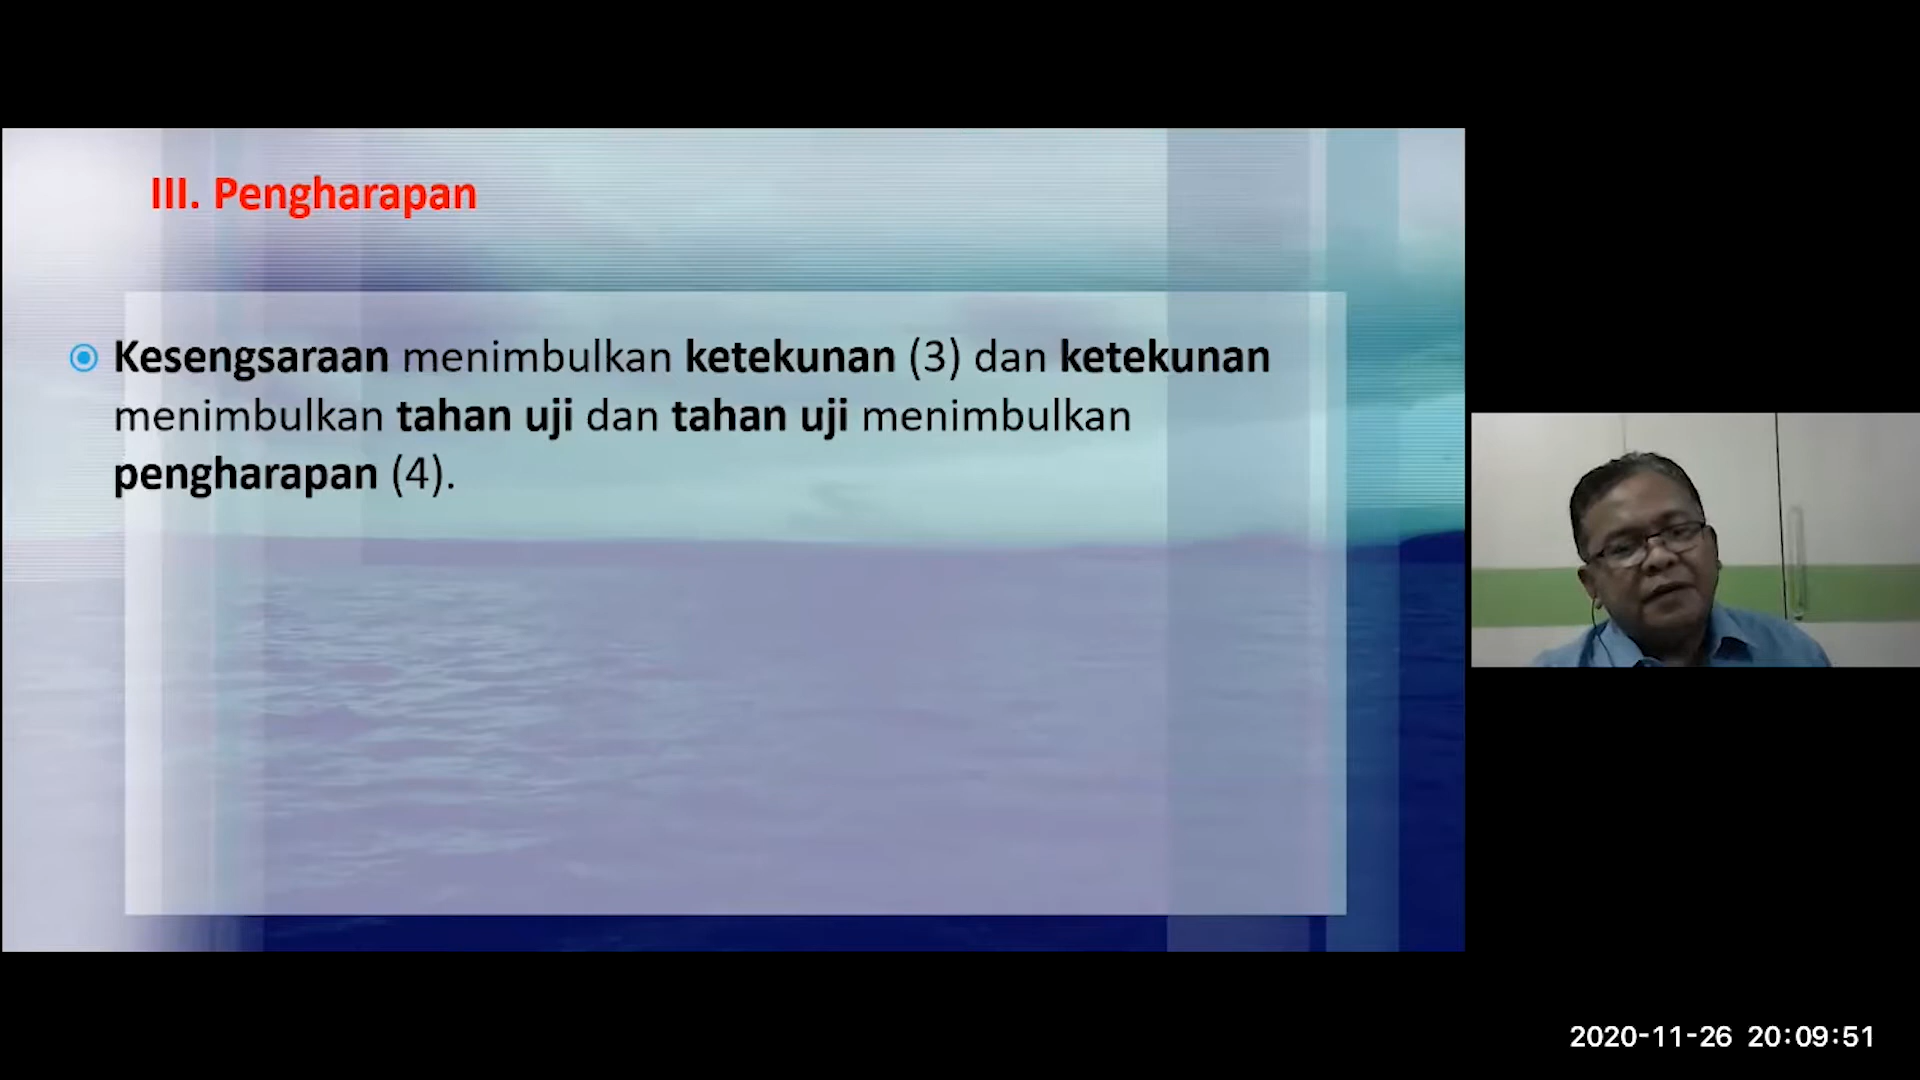 III. Pengharapan
Kesengsaraan menimbulkan ketekunan (3) dan ketekunan
menimbulkan tahan uji dan tahan uji menimbulkan
pengharapan (4).
2020-11-26 20:09:51